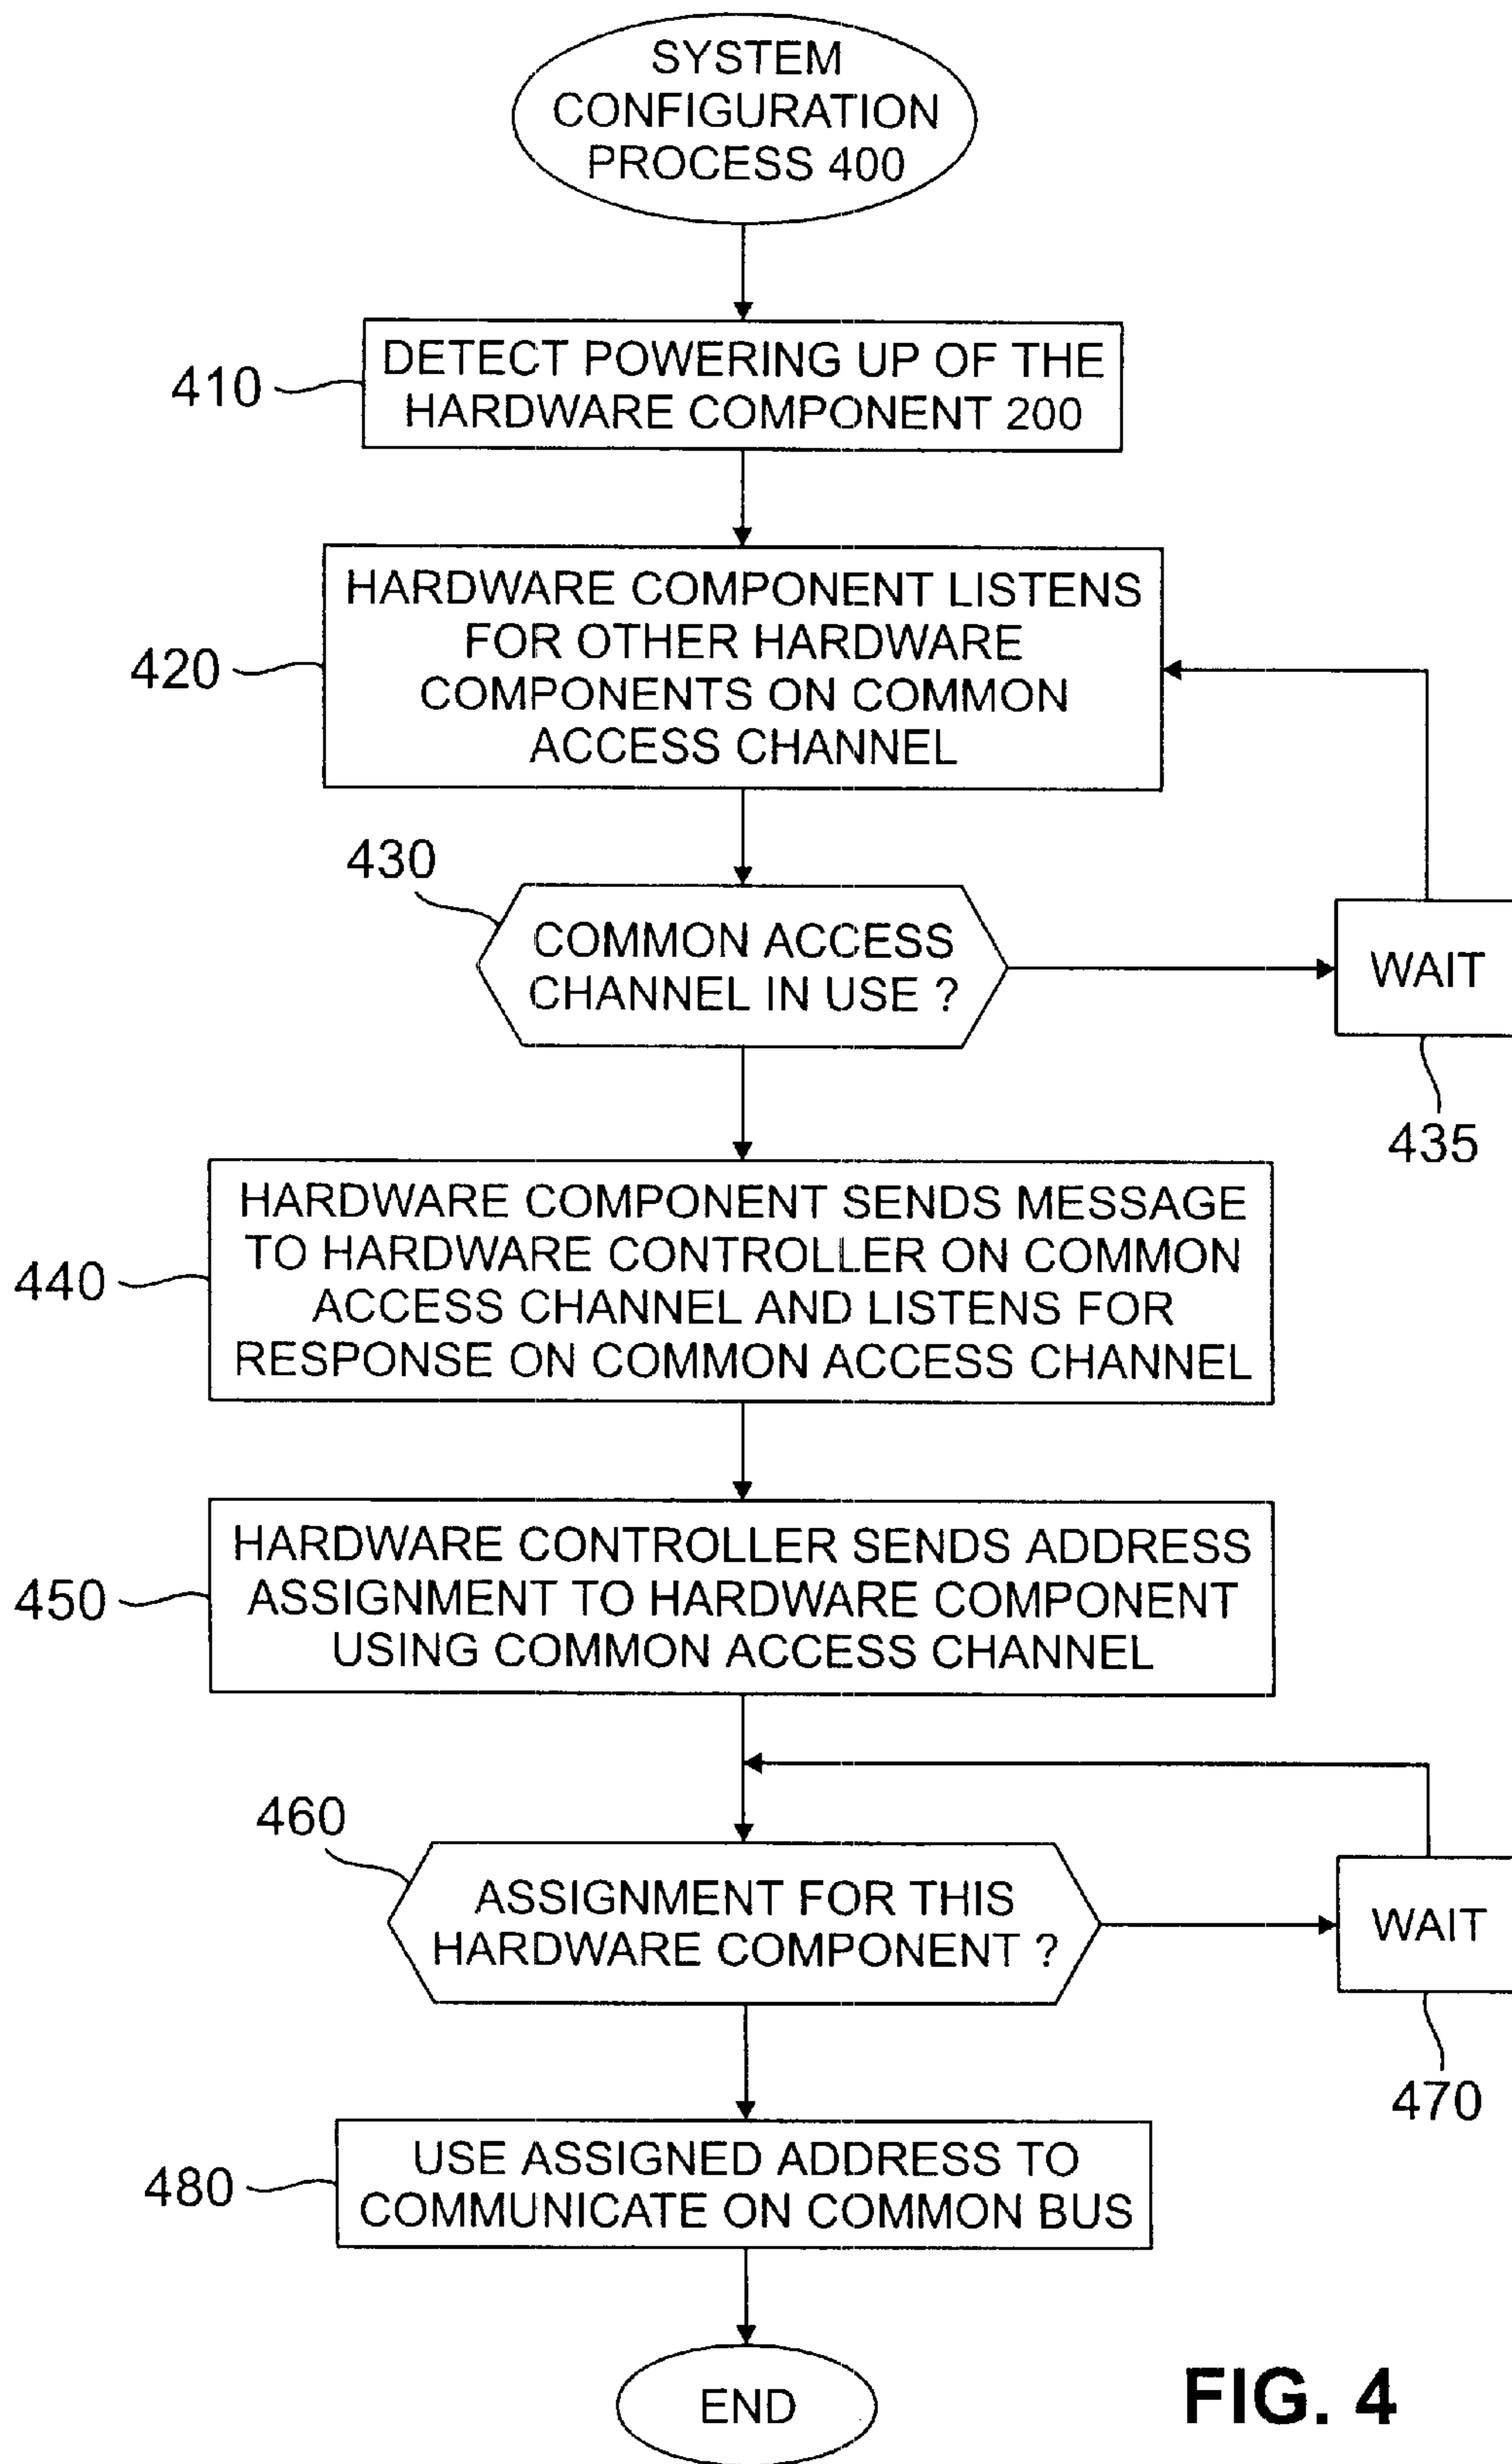 SYSTEM
CONFIGURATION
PROCESS 400
410
DETECT POWERING UP OF THE
HARDWARE COMPONENT 200
420
HARDWARE COMPONENT LISTENS
FOR OTHER HARDWARE
COMPONENTS ON COMMON
ACCESS CHANNEL
430
COMMON ACCESS
CHANNEL IN USE ?
WAIT
435
440
HARDWARE COMPONENT SENDS MESSAGE
TO HARDWARE CONTROLLER ON COMMON
ACCESS CHANNEL AND LISTENS FOR
RESPONSE ON COMMON ACCESS CHANNEL
450
HARDWARE CONTROLLER SENDS ADDRESS
ASSIGNMENT TO HARDWARE COMPONENT
USING COMMON ACCESS CHANNEL
460
ASSIGNMENT FOR THIS
HARDWARE COMPONENT ?
WAIT
470
480
USE ASSIGNED ADDRESS TO
COMMUNICATE ON COMMON BUS
END
FIG. 4